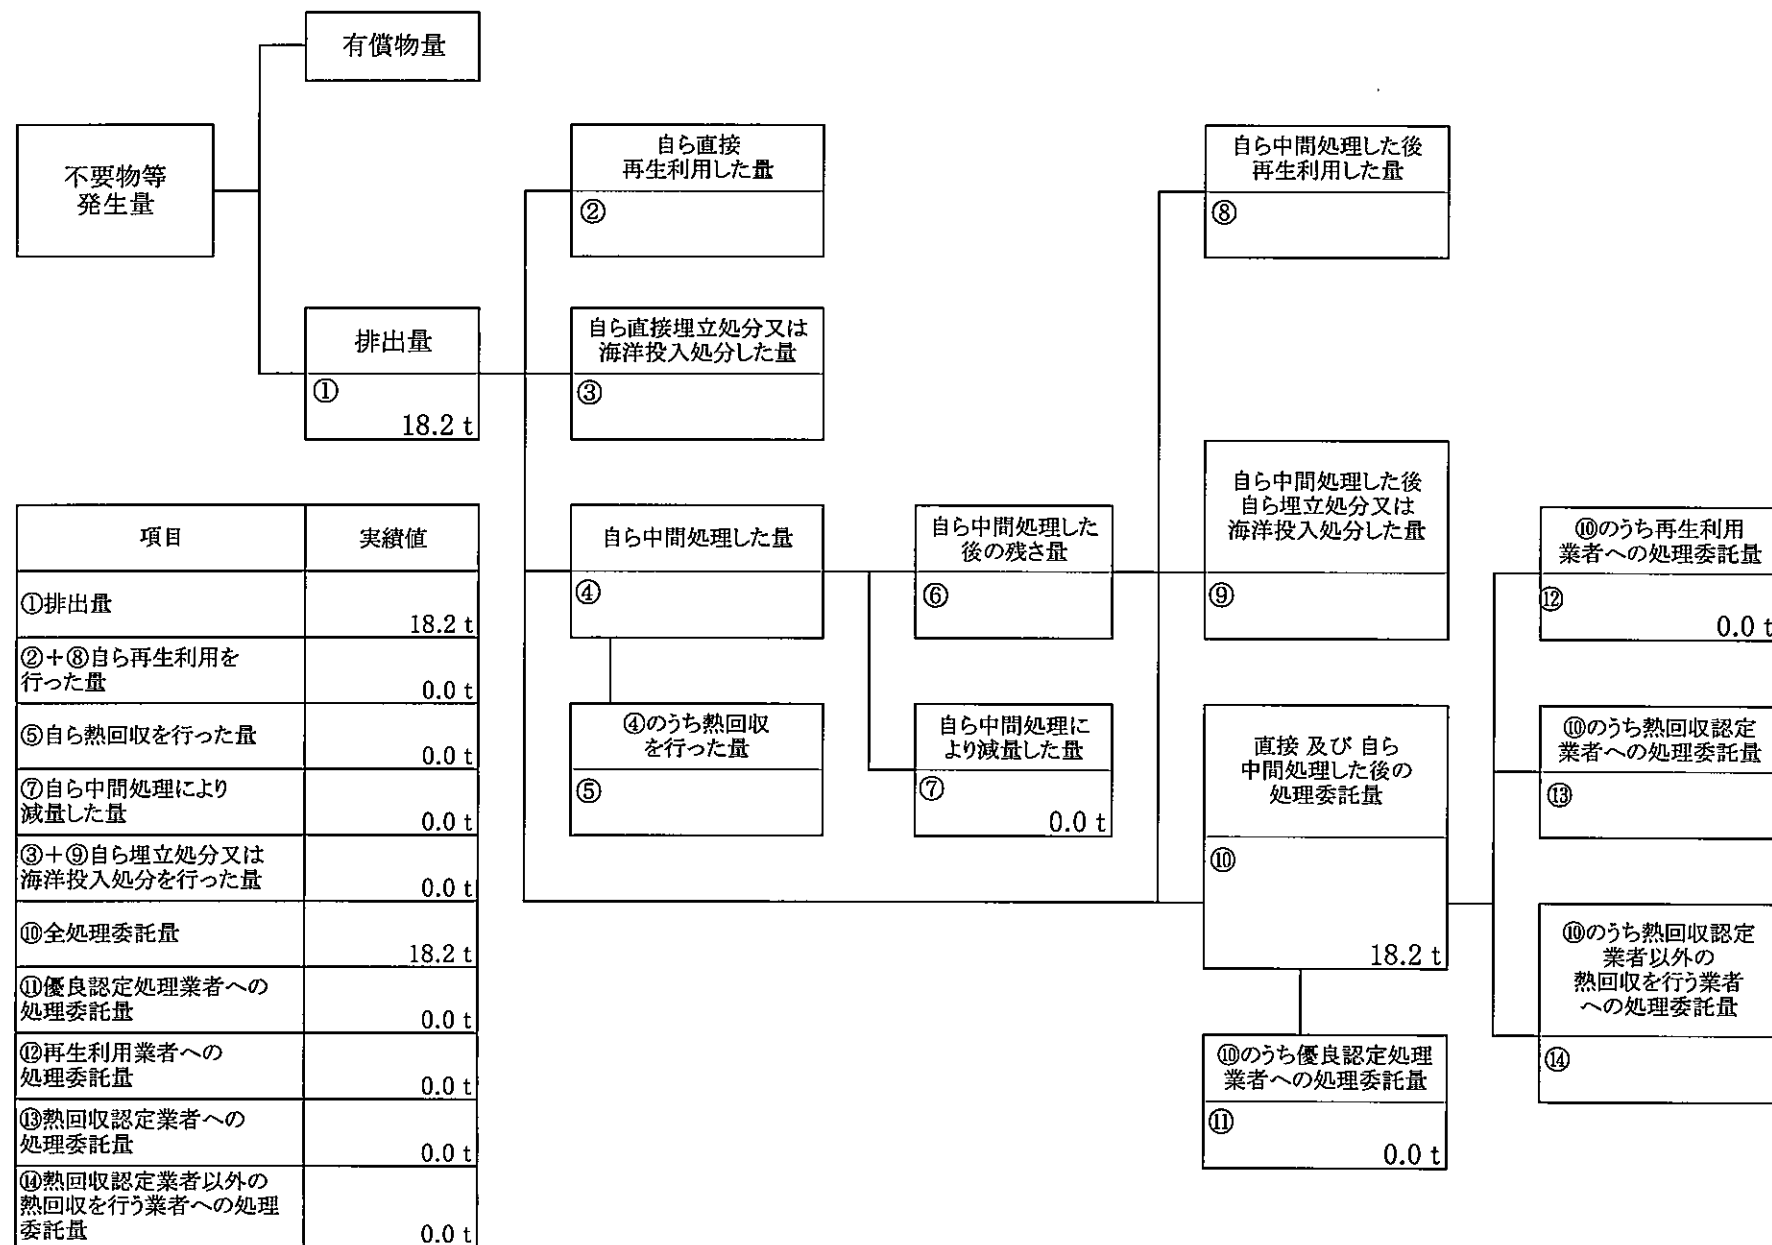 有償物量
不要物等
発生量
自ら直接
再生利用した量
②
自ら中間処理した後
再生利用した量
⑧
排出量
①
18.2 t
自ら直接埋立処分又は
海洋投入処分した量
③
自ら中間処理した量
④
自ら中間処理した
後の残さ量
⑥
自ら中間処理した後
自ら埋立処分又は
海洋投入処分した量
⑨
⑩のうち再生利用
業者への処理委託量
⑫
0.0 t
④のうち熱回収
を行った量
⑤
自ら中間処理に
より減量した量
⑦
0.0 t
直接 及び 自ら
中間処理した後の
処理委託量
⑩
18.2 t
⑩のうち熱回収認定
業者への処理委託量
⑬
⑩のうち熱回収認定
業者以外の
熱回収を行う業者
への処理委託量
⑭
⑩のうち優良認定処理
業者への処理委託量
⑪
0.0 t
項目 実績値
①排出量
18.2 t
②+⑧自ら再生利用を
行った量
0.0 t
⑤自ら熱回収を行った量
0.0 t
⑦自ら中間処理により
減量した量
0.0 t
③+⑨自ら埋立処分又は
海洋投入処分を行った量
0.0 t
⑩全処理委託量
18.2 t
⑪優良認定処理業者への
処理委託量
0.0 t
⑫再生利用業者への
処理委託量
0.0 t
⑬熱回収認定業者への
処理委託量
0.0 t
⑭熱回収認定業者以外の
熱回収を行う業者への処理
委託量
0.0 t